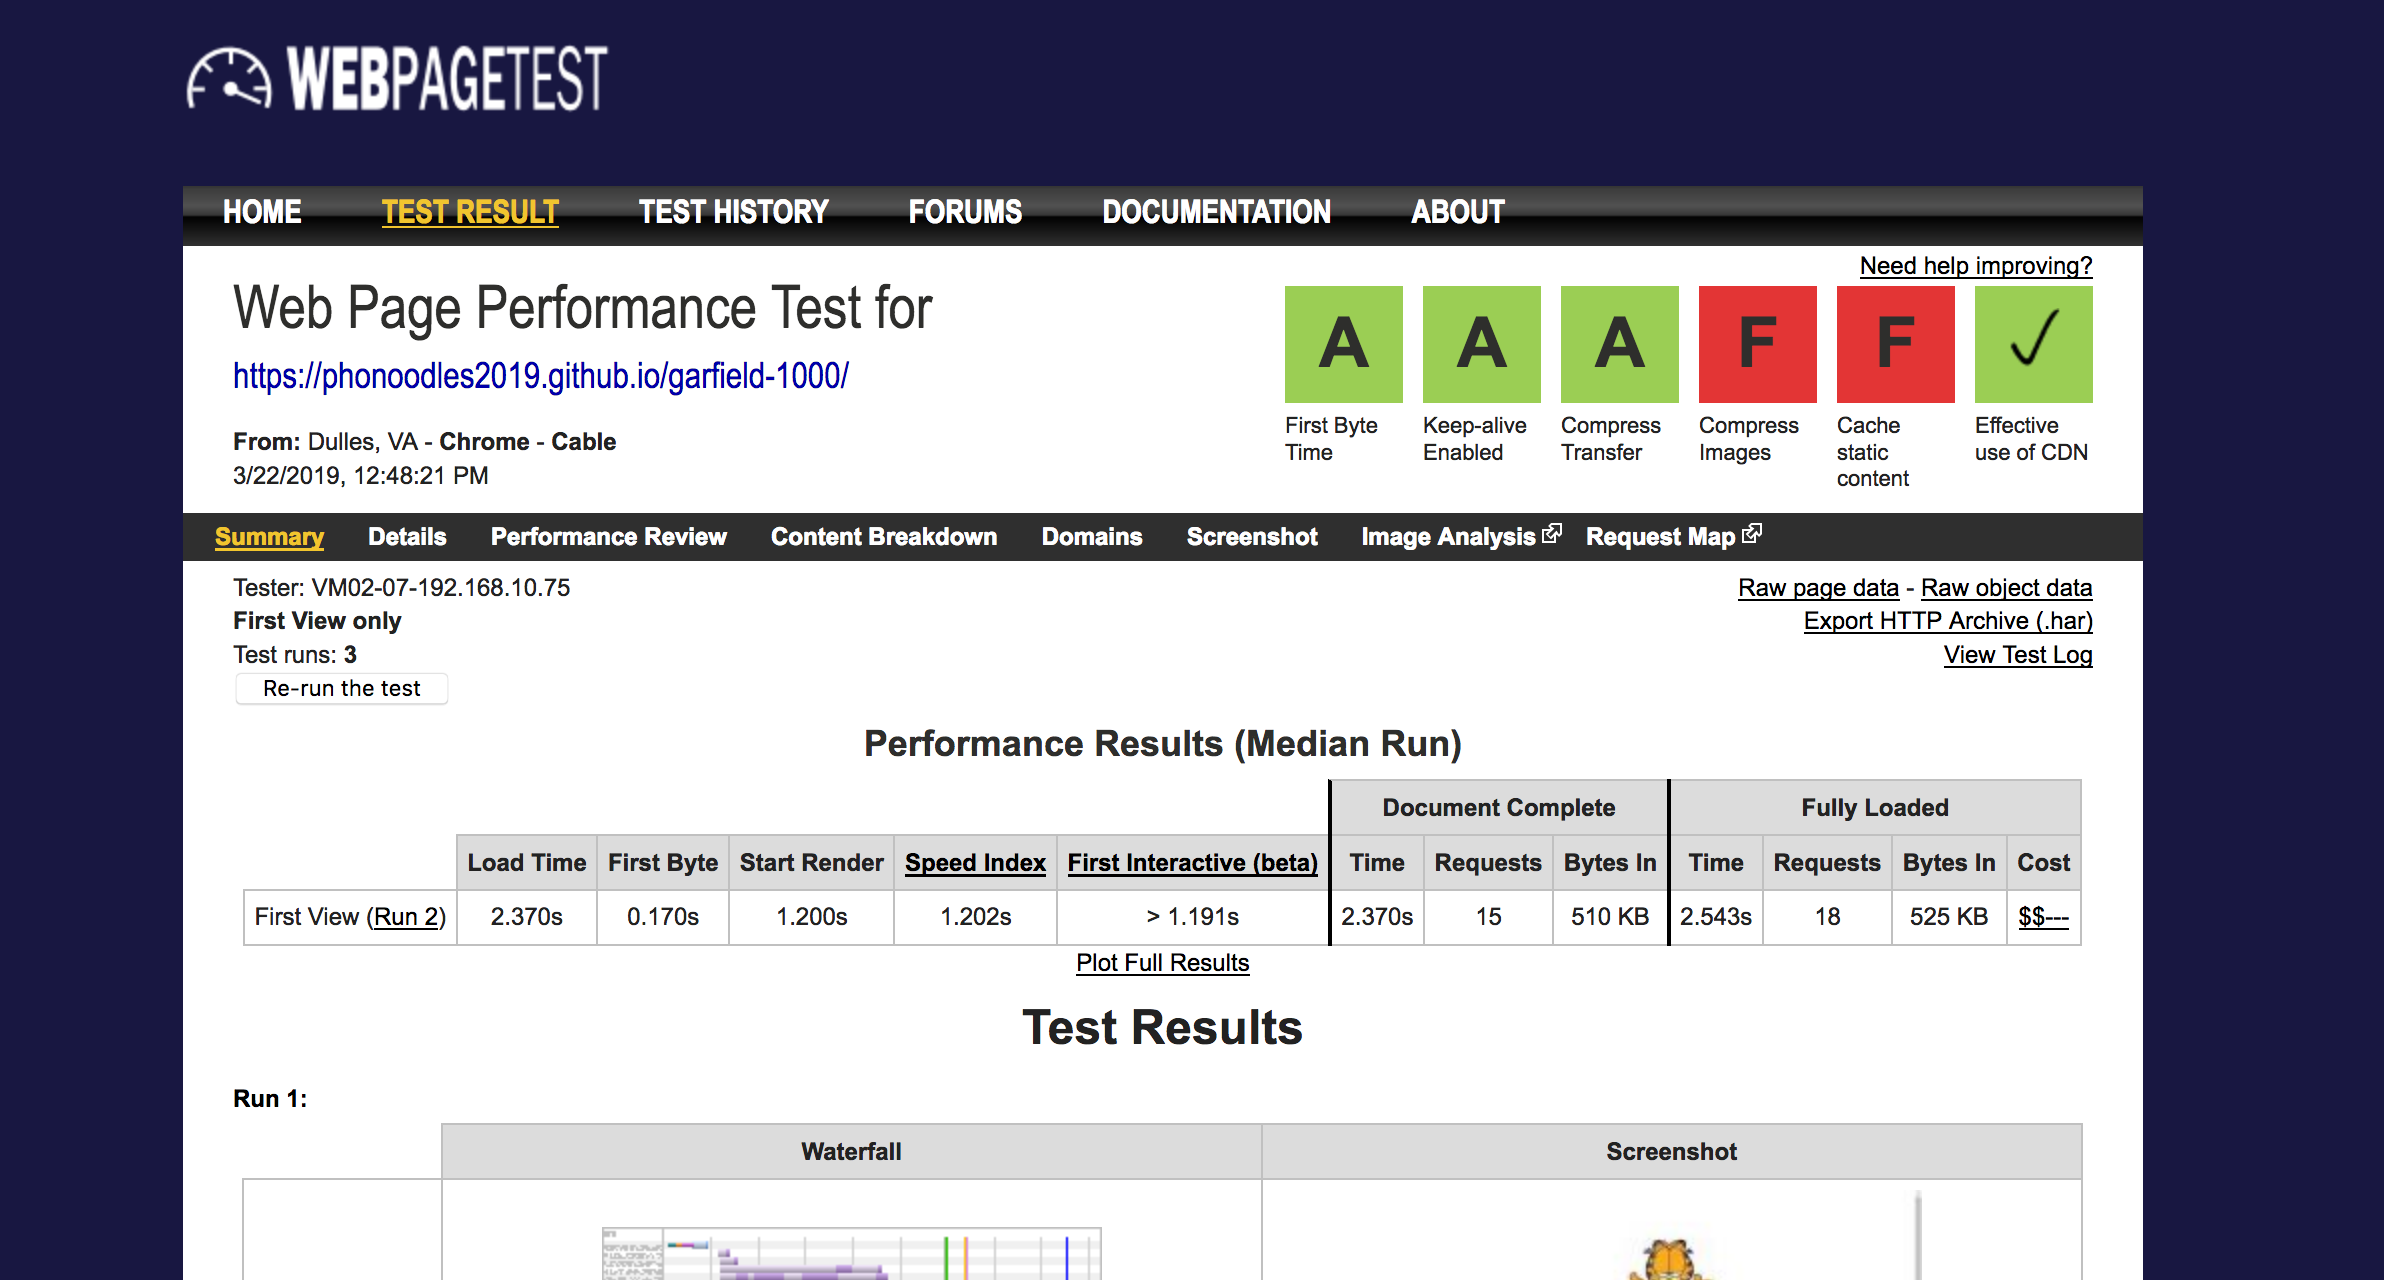 WEBPAGETEST
HOME TEST RESULT TEST HISTORY FORUMS DOCUMENTATION ABOUT
Need help improving?
Web Page Performance Test for
https://phonoodles2019.github.io/garfield-1000/
From: Dulles, VA - Chrome - Cable
3/22/2019, 12:48:21 PM
A A A F F ✓
First Byte Time
Keep-alive Enabled
Compress Transfer
Compress Images
Cache static content
Effective use of CDN
Summary Details Performance Review Content Breakdown Domains Screenshot Image Analysis Request Map
Tester: VM02-07-192.168.10.75
First View only
Test runs: 3
Re-run the test
Raw page data - Raw object data
Export HTTP Archive (.har)
View Test Log
Performance Results (Median Run)
Document Complete Fully Loaded
Load Time First Byte Start Render Speed Index First Interactive (beta) Time Requests Bytes In Time Requests Bytes In Cost
First View (Run 2) 2.370s 0.170s 1.200s 1.202s > 1.191s 2.370s 15 510 KB 2.543s 18 525 KB $$---
Plot Full Results
Test Results
Run 1:
Waterfall Screenshot